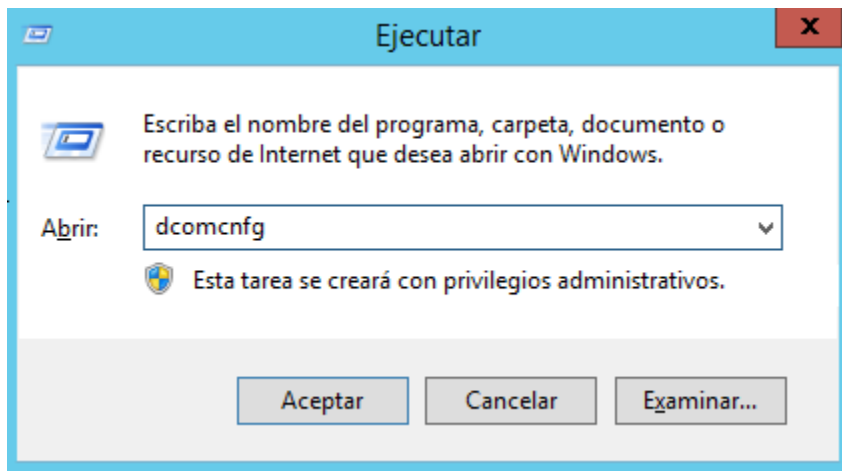 Ejecutar
x
Escriba el nombre del programa, carpeta, documento o
recurso de Internet que desea abrir con Windows.
Abrir: dcomcnfg
Esta tarea se creará con privilegios administrativos.
Aceptar Cancelar Examinar...